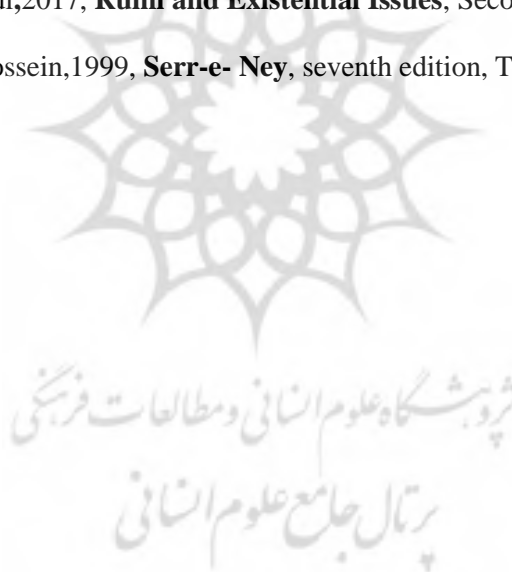 ul,2017, Rumi and Existential Issues, Seco
ossein,1999, Serr-e- Ney, seventh edition, T
پژوهشگاه علوم انسانی و مطالعات فرهنگی
پرتال جامع علوم انسانی